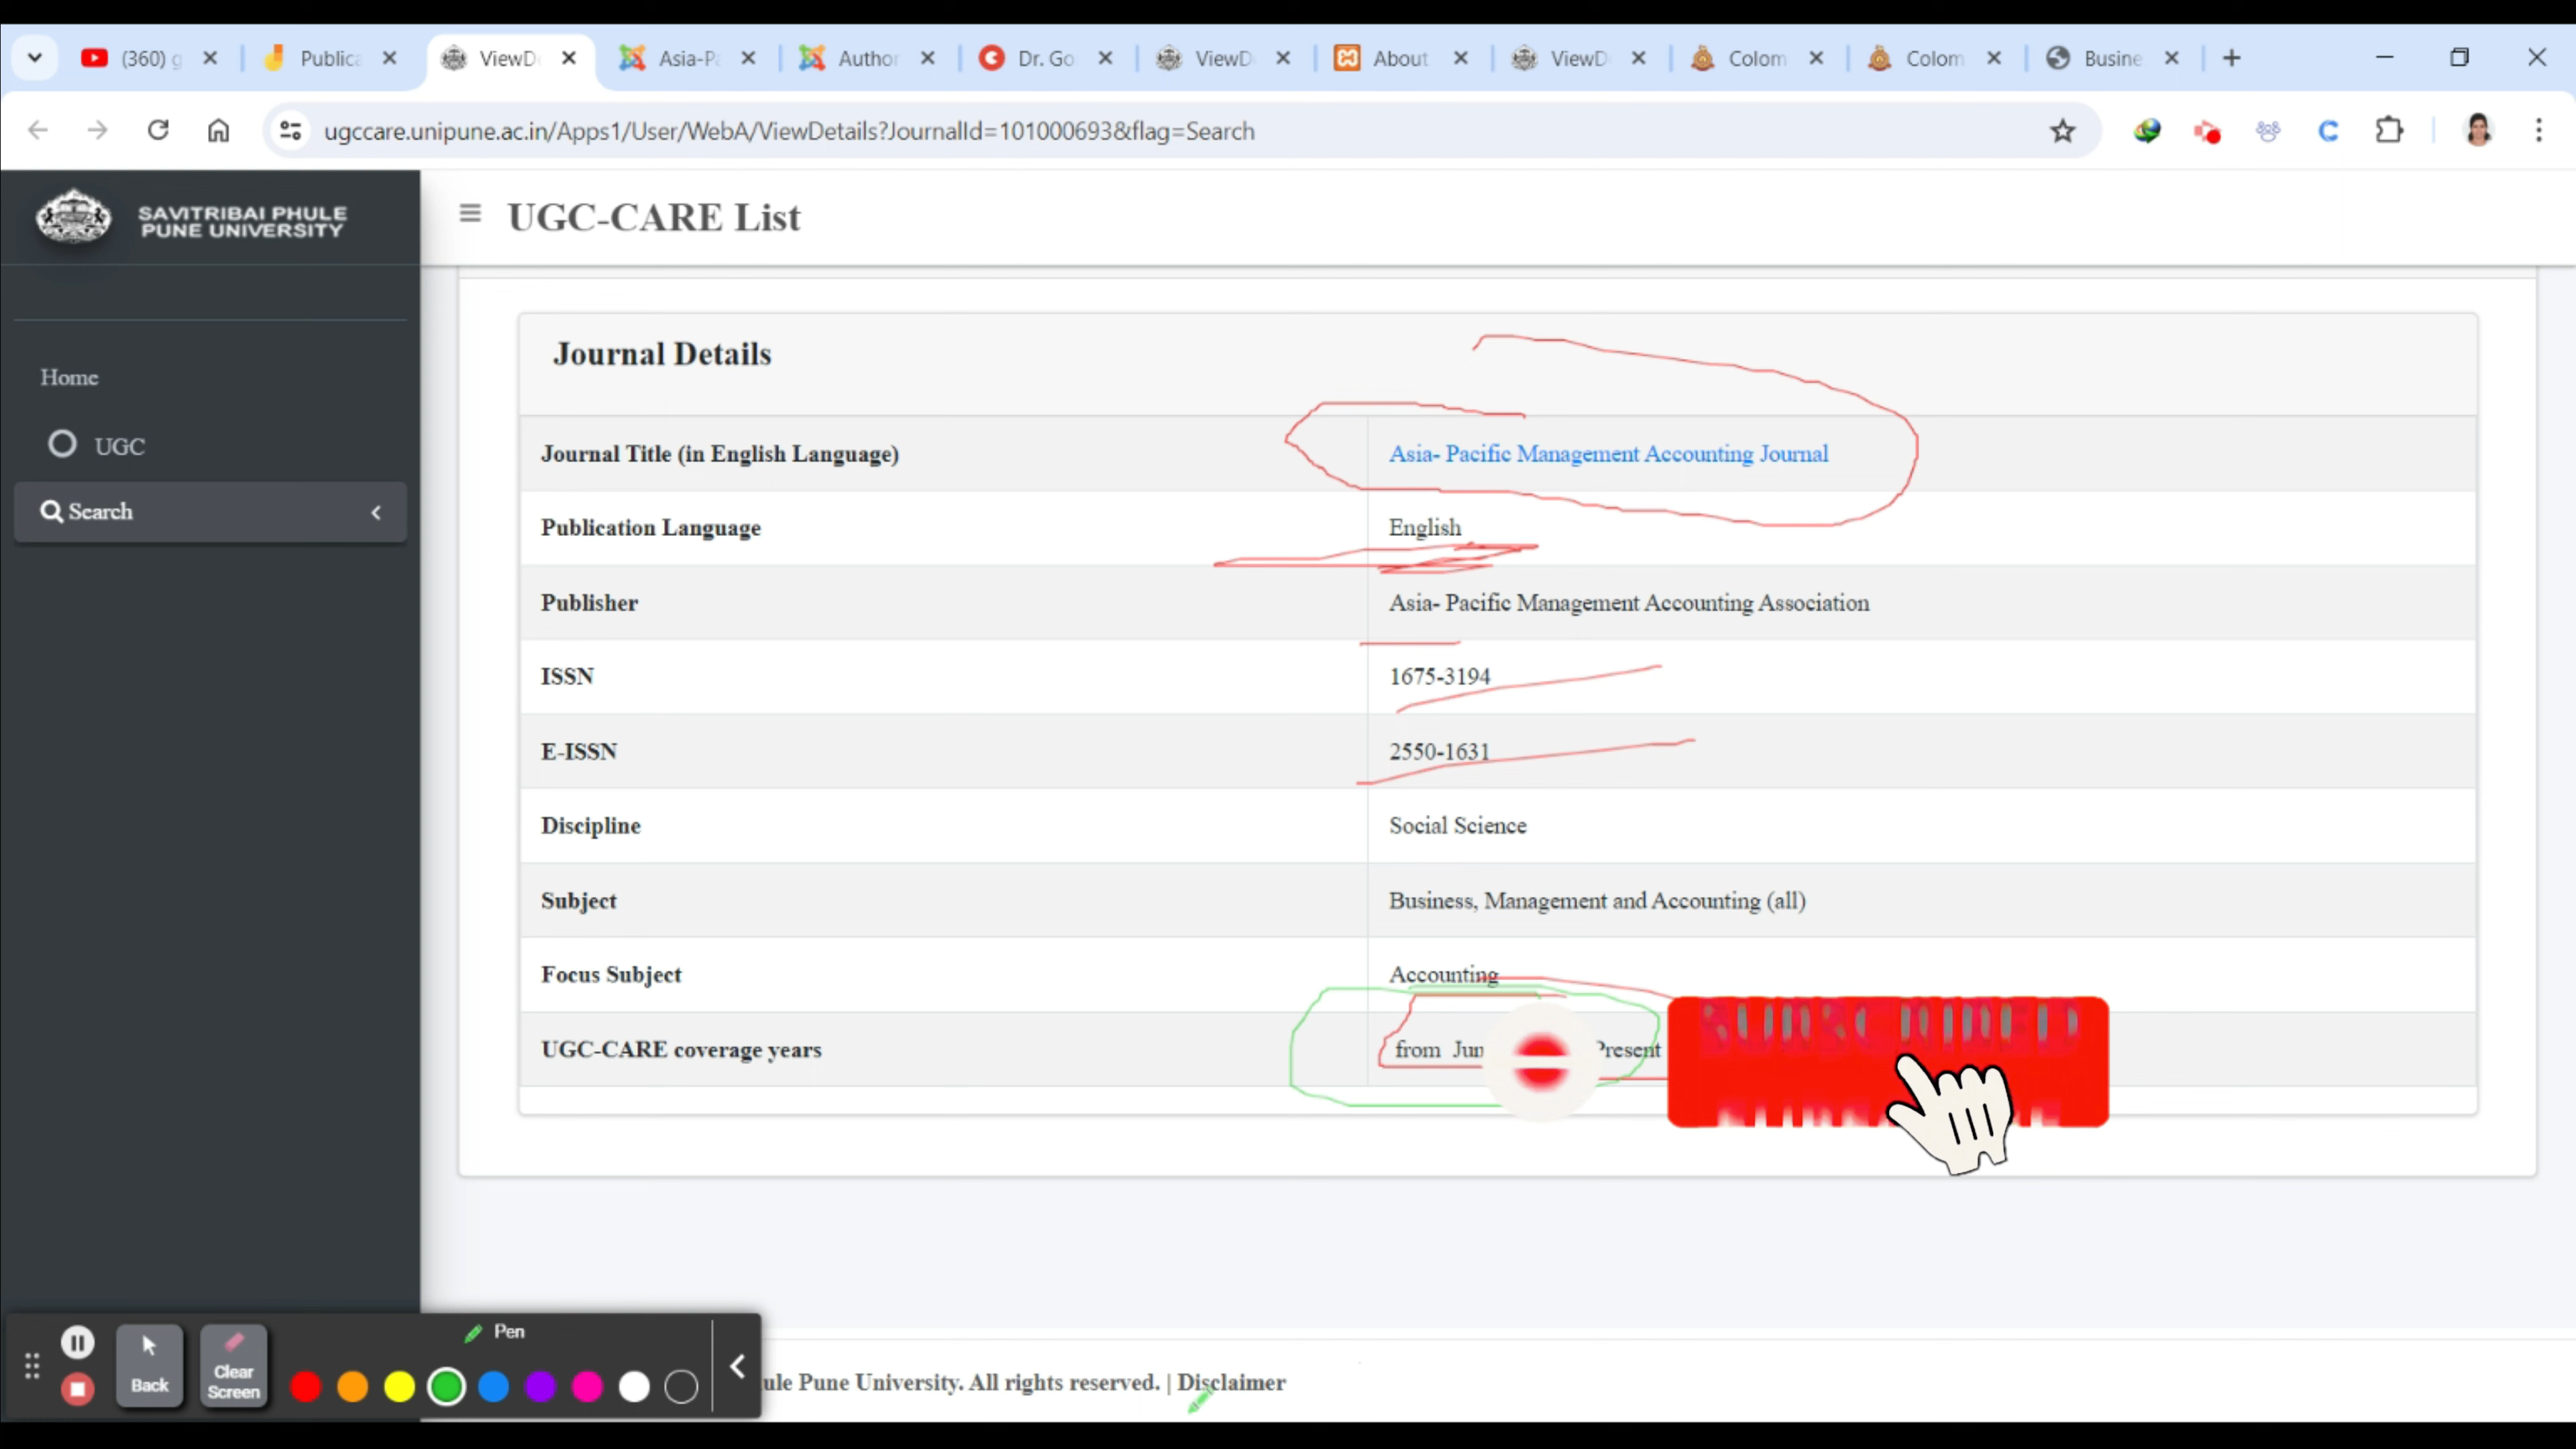 (360) g
Publica
ViewD
Asia-Pa
Author
Dr. Go
ViewD
About
ViewD
Colom
Colom
Busine
ugccare.unipune.ac.in/Apps1/User/WebA/ViewDetails?JournalId=101000693&flag=Search
SAVITRIBAI PHULE
PUNE UNIVERSITY
UGC-CARE List
Home
UGC
Search
Journal Details
Journal Title (in English Language) Asia- Pacific Management Accounting Journal
Publication Language English
Publisher Asia- Pacific Management Accounting Association
ISSN 1675-3194
E-ISSN 2550-1631
Discipline Social Science
Subject Business, Management and Accounting (all)
Focus Subject Accounting
UGC-CARE coverage years from Jun Present
Pen
Back
Clear
Screen
ule Pune University. All rights reserved. | Disclaimer